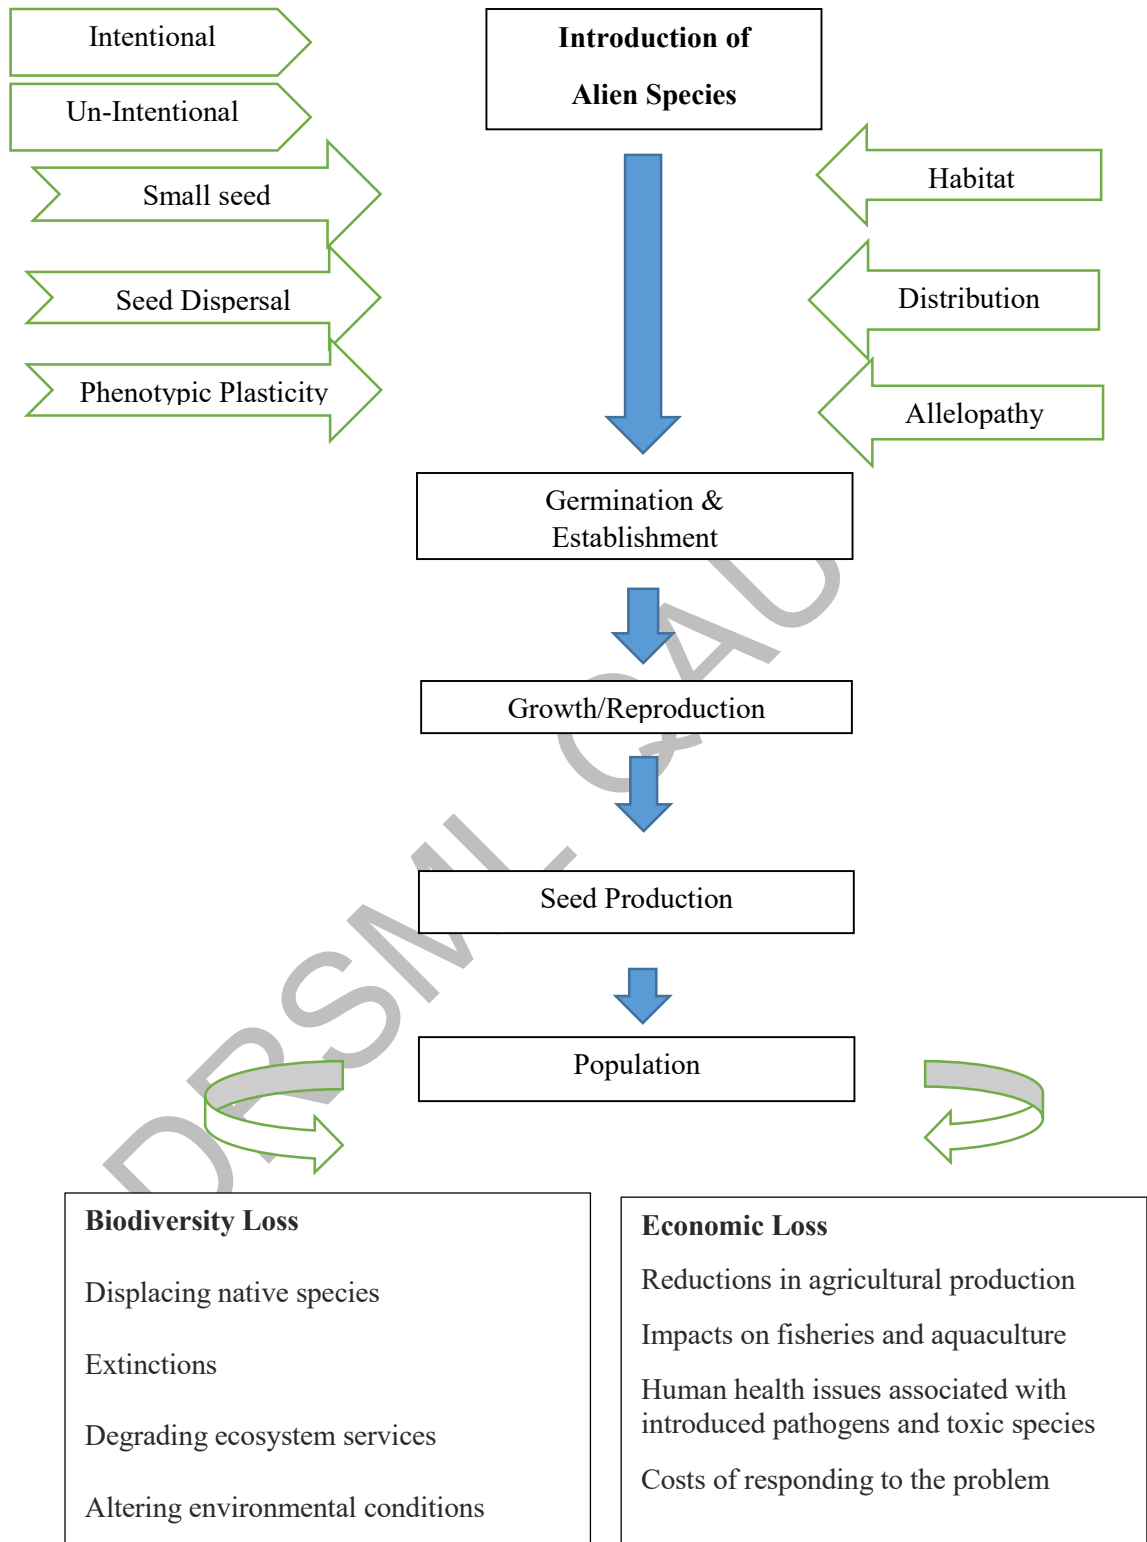 Intentional
Un-Intentional
Small seed
Seed Dispersal
Phenotypic Plasticity
Introduction of
Alien Species
Habitat
Distribution
Allelopathy
Germination &
Establishment
Growth/Reproduction
Seed Production
Population
Biodiversity Loss
Displacing native species
Extinctions
Degrading ecosystem services
Altering environmental conditions
Economic Loss
Reductions in agricultural production
Impacts on fisheries and aquaculture
Human health issues associated with
introduced pathogens and toxic species
Costs of responding to the problem
DRSML QAU